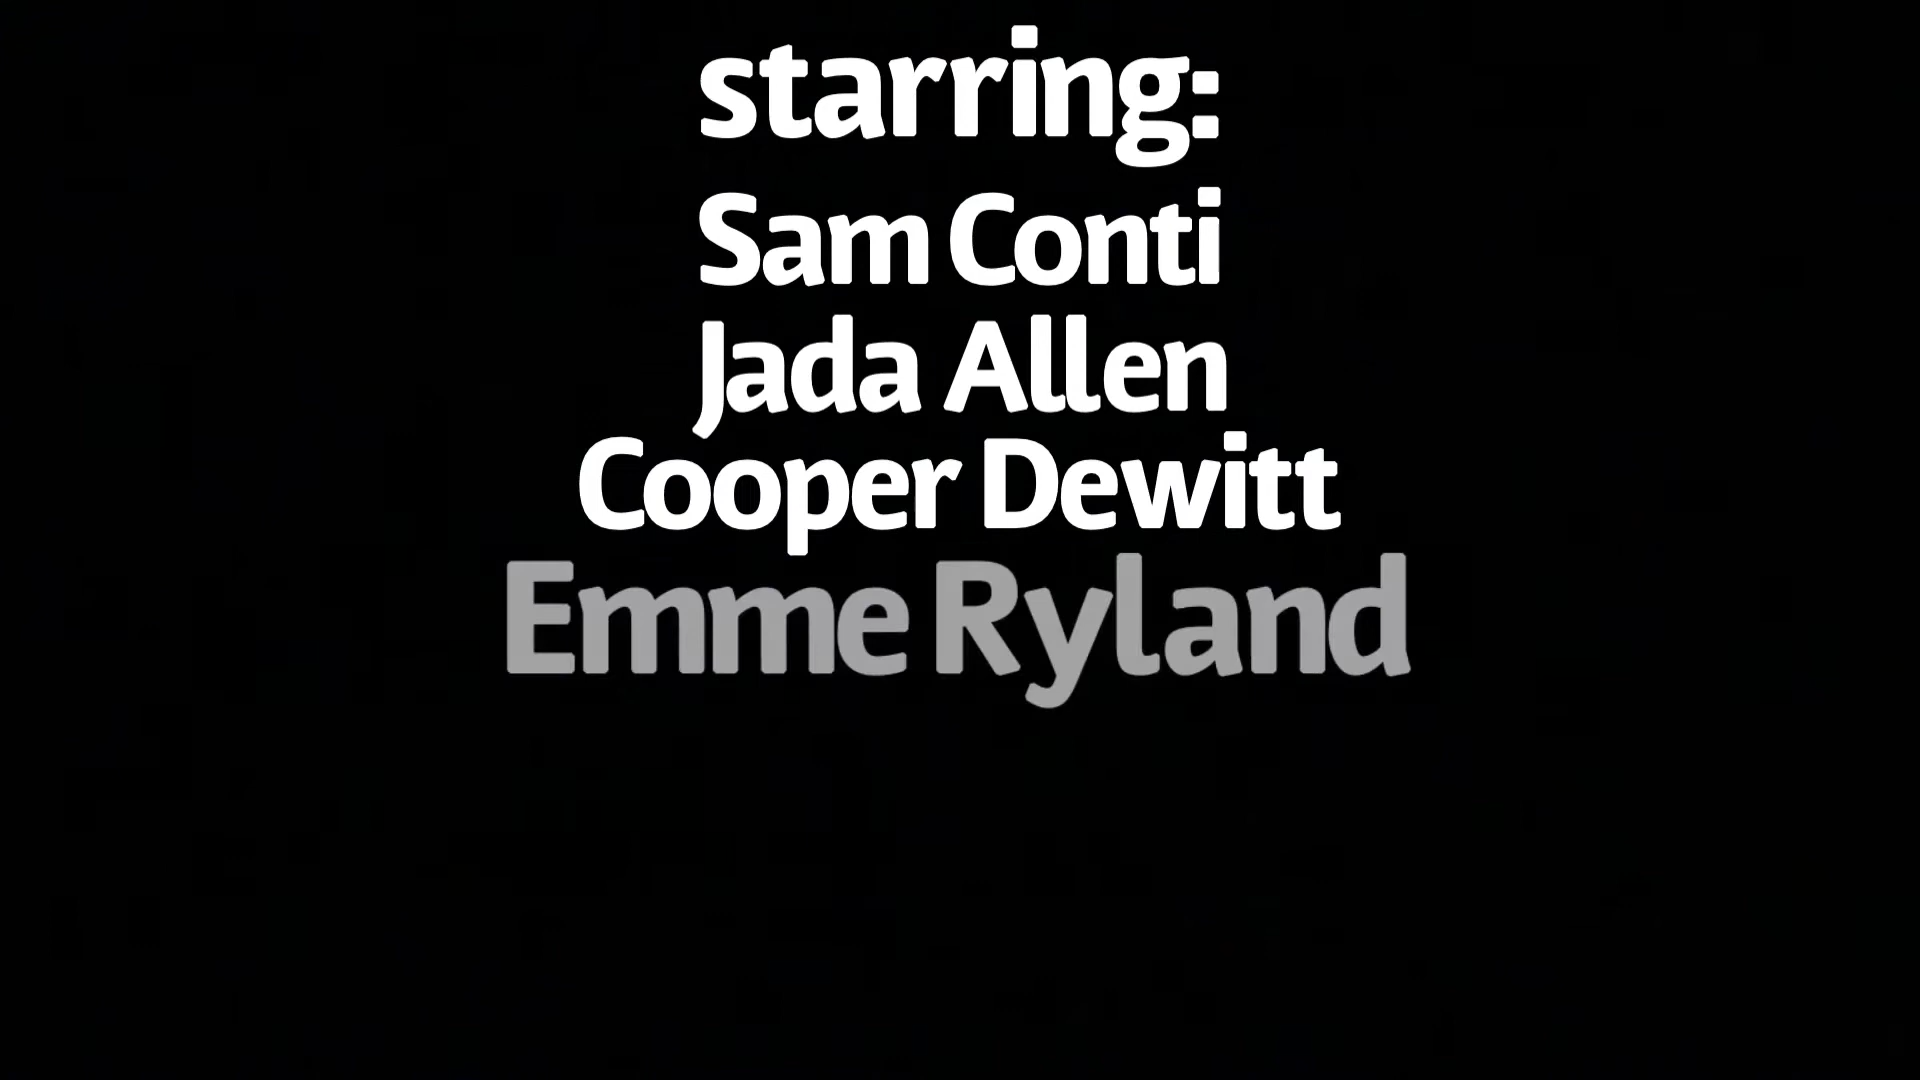 starring:
Sam Conti
Jada Allen
Cooper Dewitt
Emme Ryland